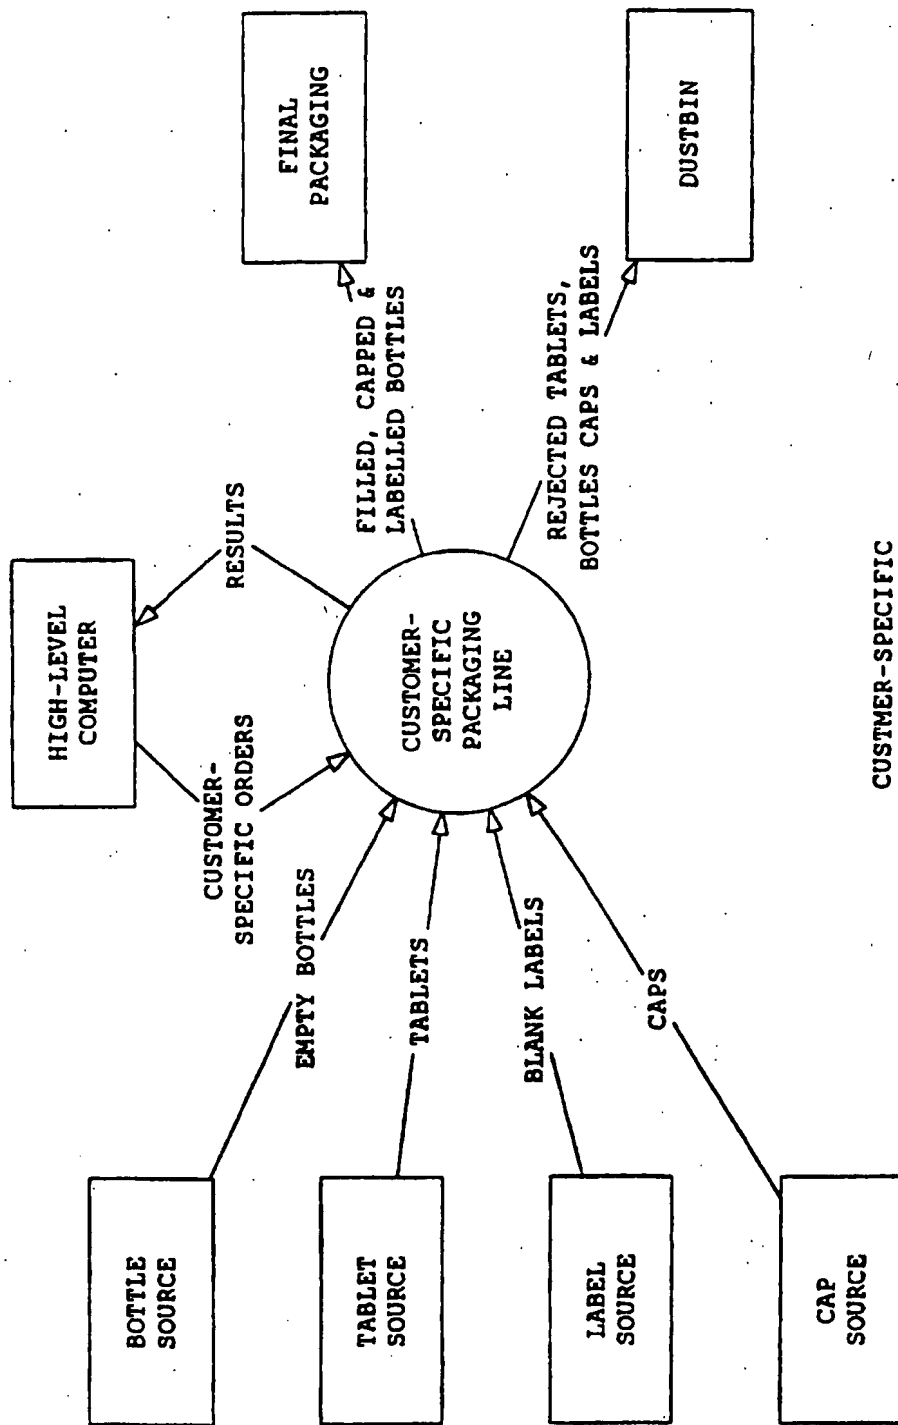 HIGH-LEVEL
COMPUTER
CUSTOMER-
SPECIFIC ORDERS
RESULTS
BOTTLE
SOURCE
EMPTY BOTTLES
TABLET
SOURCE
TABLETS
LABEL
SOURCE
BLANK LABELS
CAP
SOURCE
CAPS
CUSTOMER-
SPECIFIC
PACKAGING
LINE
FILLED, CAPPED &
LABELLED BOTTLES
FINAL
PACKAGING
REJECTED TABLETS,
BOTTLES CAPS & LABELS
DUSTBIN
CUSTMER-SPECIFIC